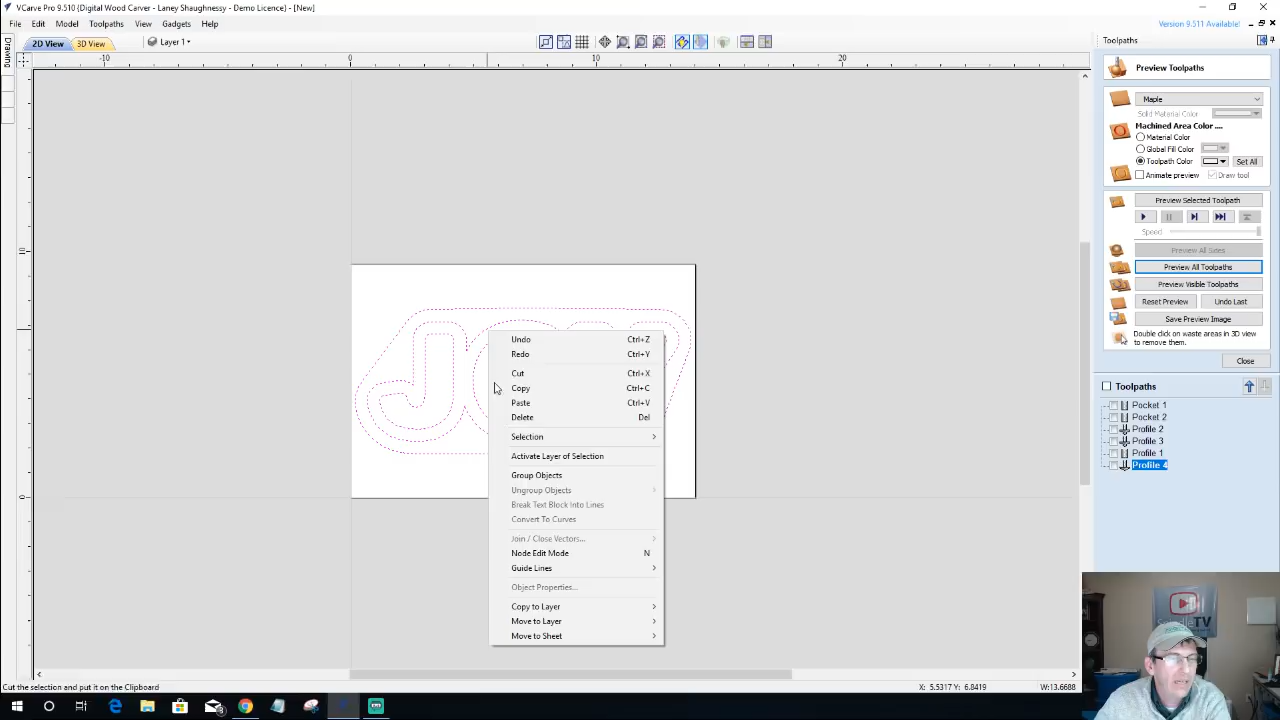 VCarve Pro 9.510 {Digital Wood Carver - Laney Shaughnessy - Demo Licence} - [New]
File Edit Model Toolpaths View Gadgets Help
Version 9.511 Available!
2D View 3D View Layer 1
Drawing
-10 0 10 20
0
Undo Ctrl+Z
Redo Ctrl+Y
Cut Ctrl+X
Copy Ctrl+C
Paste Ctrl+V
Delete Del
Selection
Activate Layer of Selection
Group Objects
Ungroup Objects
Break Text Block Into Lines
Convert To Curves
Join / Close Vectors...
Node Edit Mode N
Guide Lines
Object Properties...
Copy to Layer
Move to Layer
Move to Sheet
Toolpaths
Preview Toolpaths
Maple
Solid Material Color
Machined Area Color ....
Material Color
Global Fill Color
Toolpath Color Set All
Animate preview Draw tool
Preview Selected Toolpath
Speed
Preview All Sides
Preview All Toolpaths
Preview Visible Toolpaths
Reset Preview Undo Last
Save Preview Image
Double click on waste areas in 3D view
to remove them.
Close
Toolpaths
Pocket 1
Pocket 2
Profile 2
Profile 3
Profile 1
Profile 4
Cut the selection and put it on the Clipboard
X: 5.5317 Y: 6.8419
W:13.6688